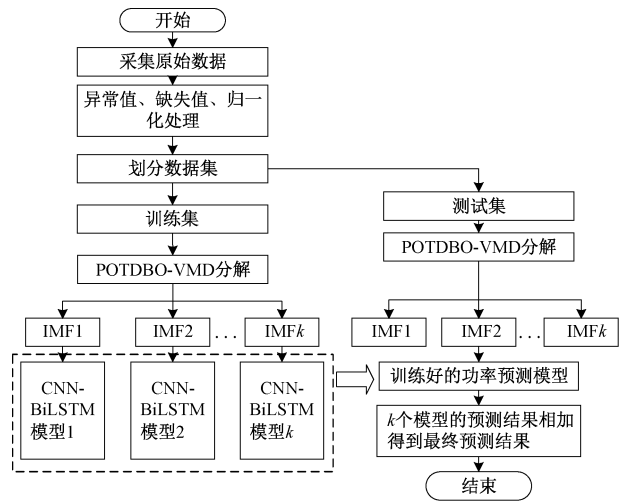 开始
采集原始数据
异常值、缺失值、归一
化处理
划分数据集
训练集
POTDBO-VMD分解
IMF1
IMF2
...
IMFk
CNN-
BiLSTM
模型1
CNN-
BiLSTM
模型2
CNN-
BiLSTM
模型k
测试集
POTDBO-VMD分解
IMF1
IMF2
...
IMFk
训练好的功率预测模型
k个模型的预测结果相加
得到最终预测结果
结束